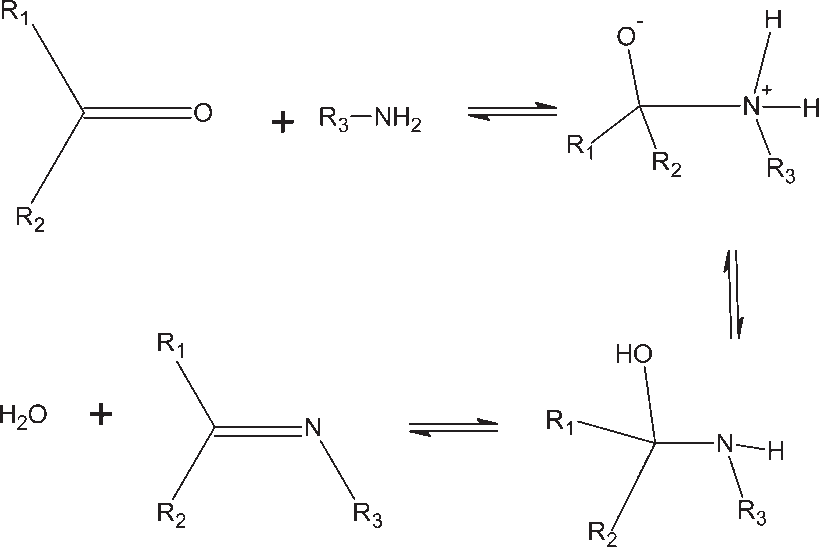 R₁
O
R₂
+
R₃—NH₂
O⁻
H
N⁺
H
R₁
R₂
R₃
HO
R₁
N
H
R₂
R₃
R₁
N
R₂
R₃
+
H₂O